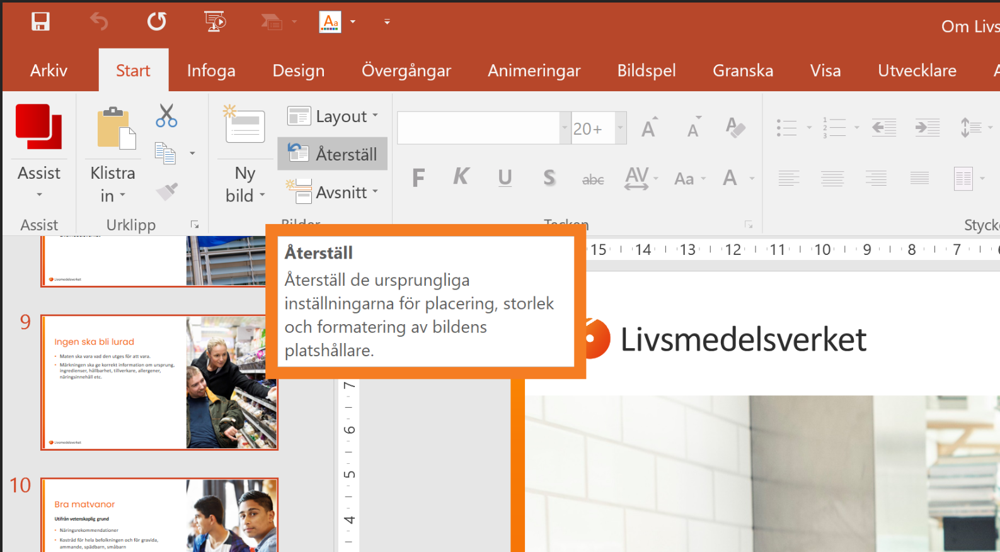 Om Livs
Arkiv
Start
Infoga
Design
Övergångar
Animeringar
Bildspel
Granska
Visa
Utvecklare
Assist
Klistra
in
Ny
bild
Layout
Återställ
Avsnitt
20+
F K U S abc AV Aa A
Assist
Urklipp
Bilder
Tecken
Stycke
Återställ
Återställ de ursprungliga
inställningarna för placering, storlek
och formatering av bildens
platshållare.
15 14 13 12 11 10 9 8 7
Livsmedelsverket
7
6
5
4
Livsmedelsverket
9
Ingen ska bli lurad
• Maten ska vara vad den utges för att vara.
• Märkningen ska ge korrekt information om ursprung,
ingredienser, hållbarhet, tillverkare, allergener,
näringsinnehåll etc.
Livsmedelsverket
10
Bra matvanor
Utifrån vetenskaplig grund
• Näringsrekommendationer
• Kostråd för hela befolkningen och för gravida,
ammande, spädbarn, småbarn